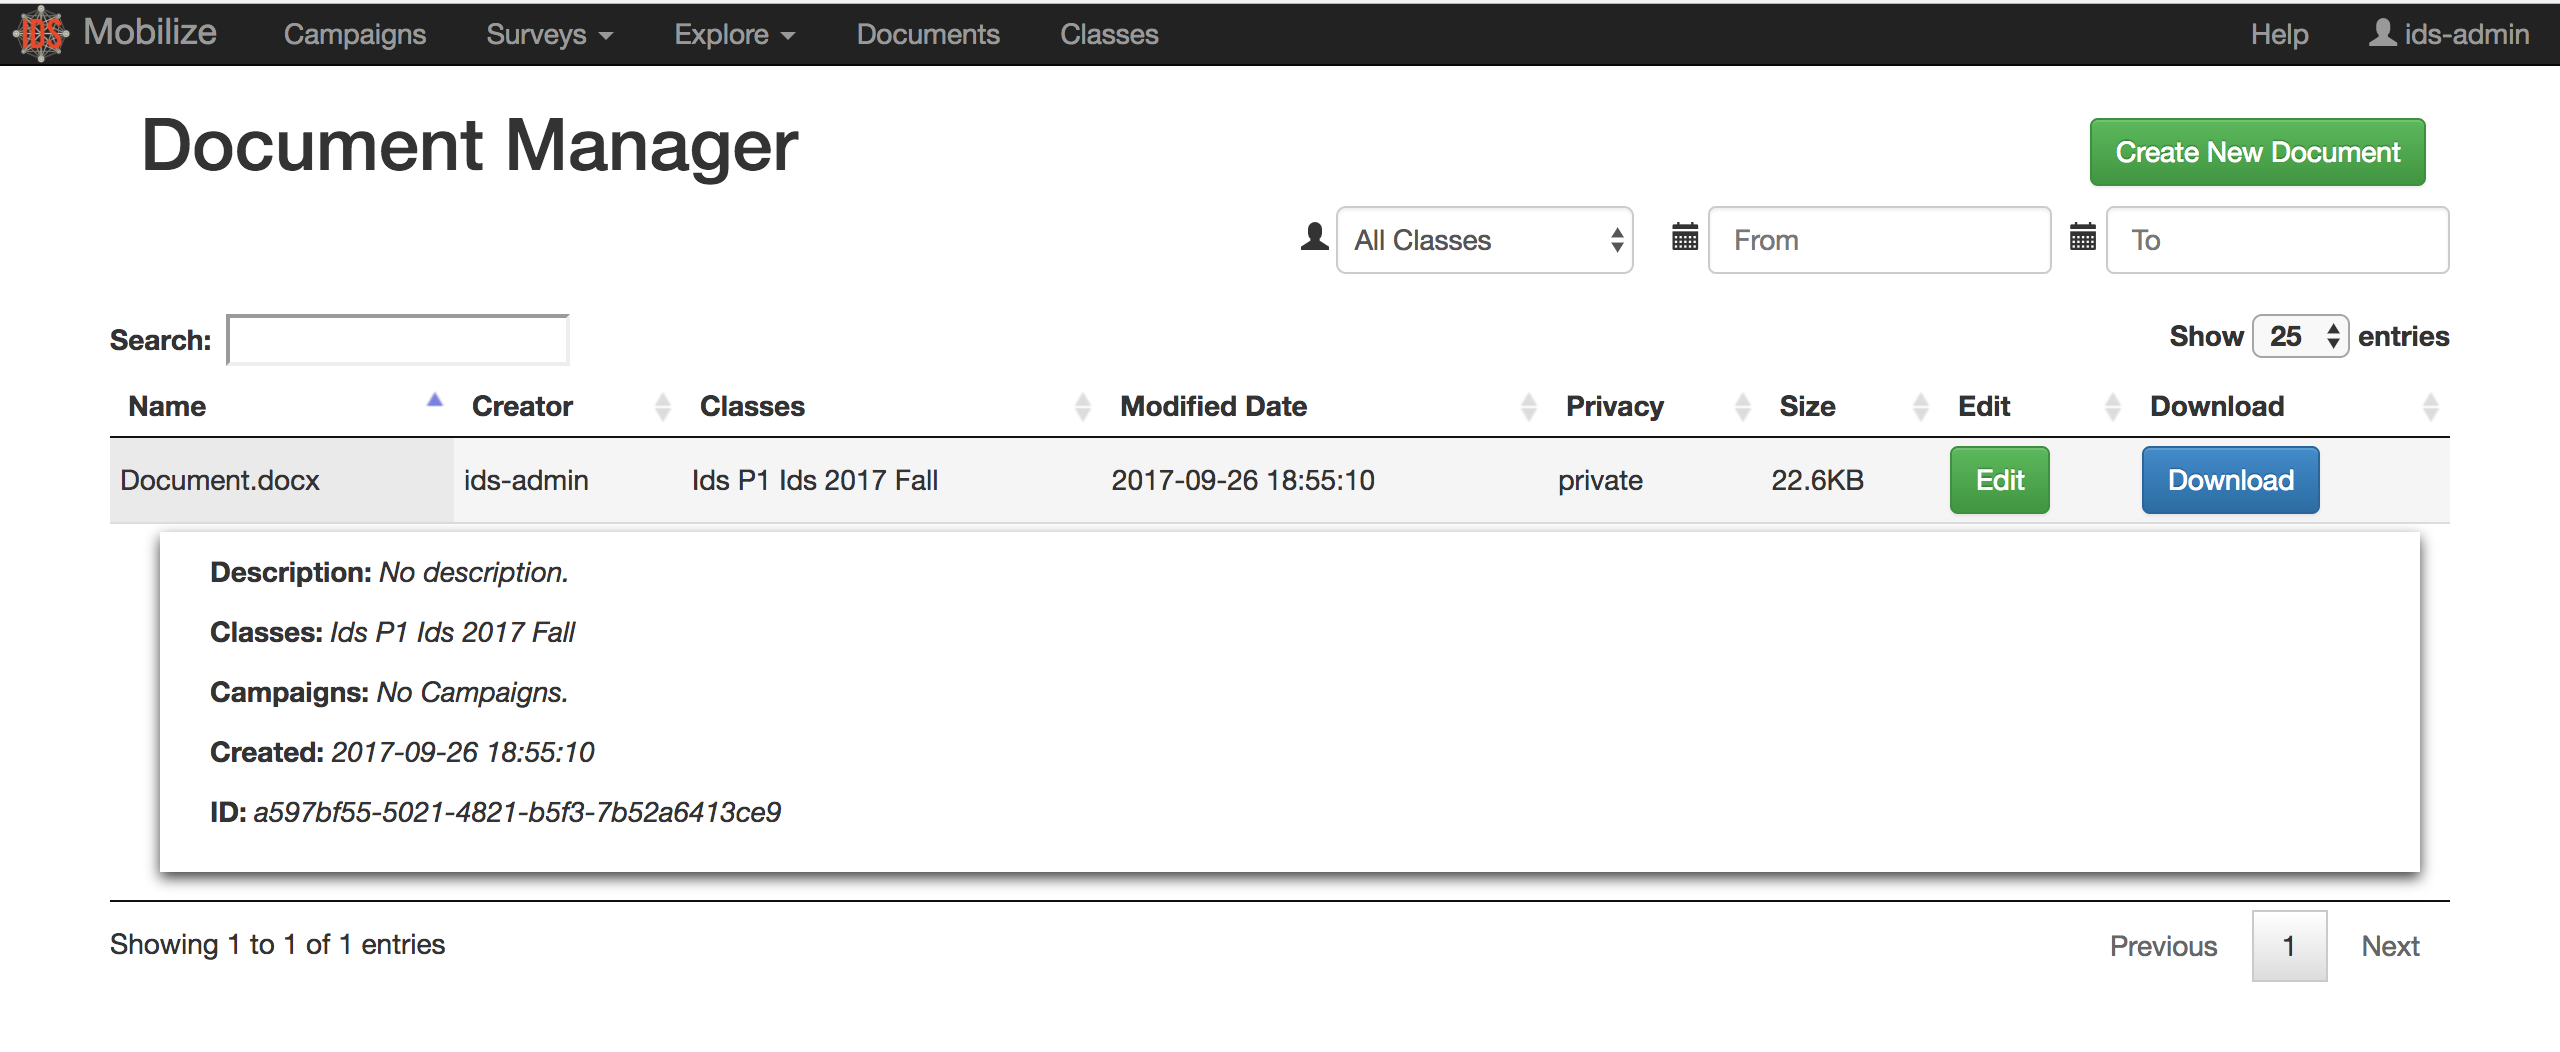 IDS Mobilize Campaigns Surveys Explore Documents Classes Help ids-admin
Document Manager
Create New Document
All Classes From To
Search: Show 25 entries
Name Creator Classes Modified Date Privacy Size Edit Download
Document.docx ids-admin Ids P1 Ids 2017 Fall 2017-09-26 18:55:10 private 22.6KB Edit Download
Description: No description.
Classes: Ids P1 Ids 2017 Fall
Campaigns: No Campaigns.
Created: 2017-09-26 18:55:10
ID: a597bf55-5021-4821-b5f3-7b52a6413ce9
Showing 1 to 1 of 1 entries Previous 1 Next